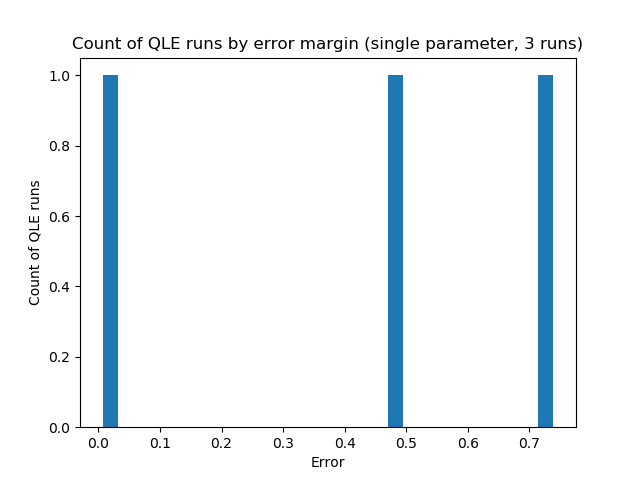 Count of QLE runs by error margin (single parameter, 3 runs)
1.0
0.8
0.6
0.4
0.2
0.0
Count of QLE runs
0.0 0.1 0.2 0.3 0.4 0.5 0.6 0.7
Error